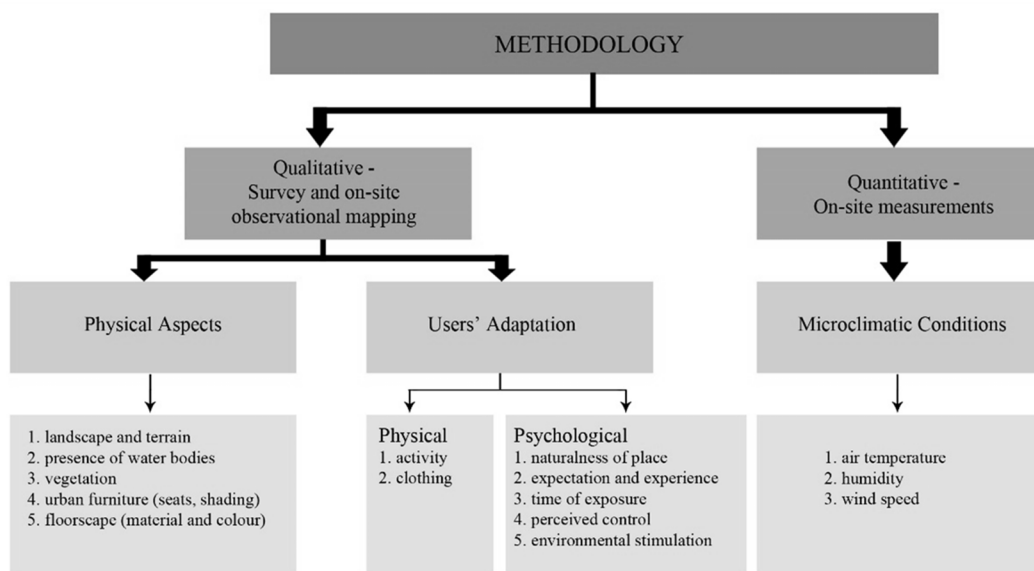 METHODOLOGY
Qualitative -
Survey and on-site
observational mapping
Quantitative -
On-site measurements
Physical Aspects
Users' Adaptation
Microclimatic Conditions
1. landscape and terrain
2. presence of water bodies
3. vegetation
4. urban furniture (seats, shading)
5. floorscape (material and colour)
Physical
1. activity
2. clothing
Psychological
1. naturalness of place
2. expectation and experience
3. time of exposure
4. perceived control
5. environmental stimulation
1. air temperature
2. humidity
3. wind speed